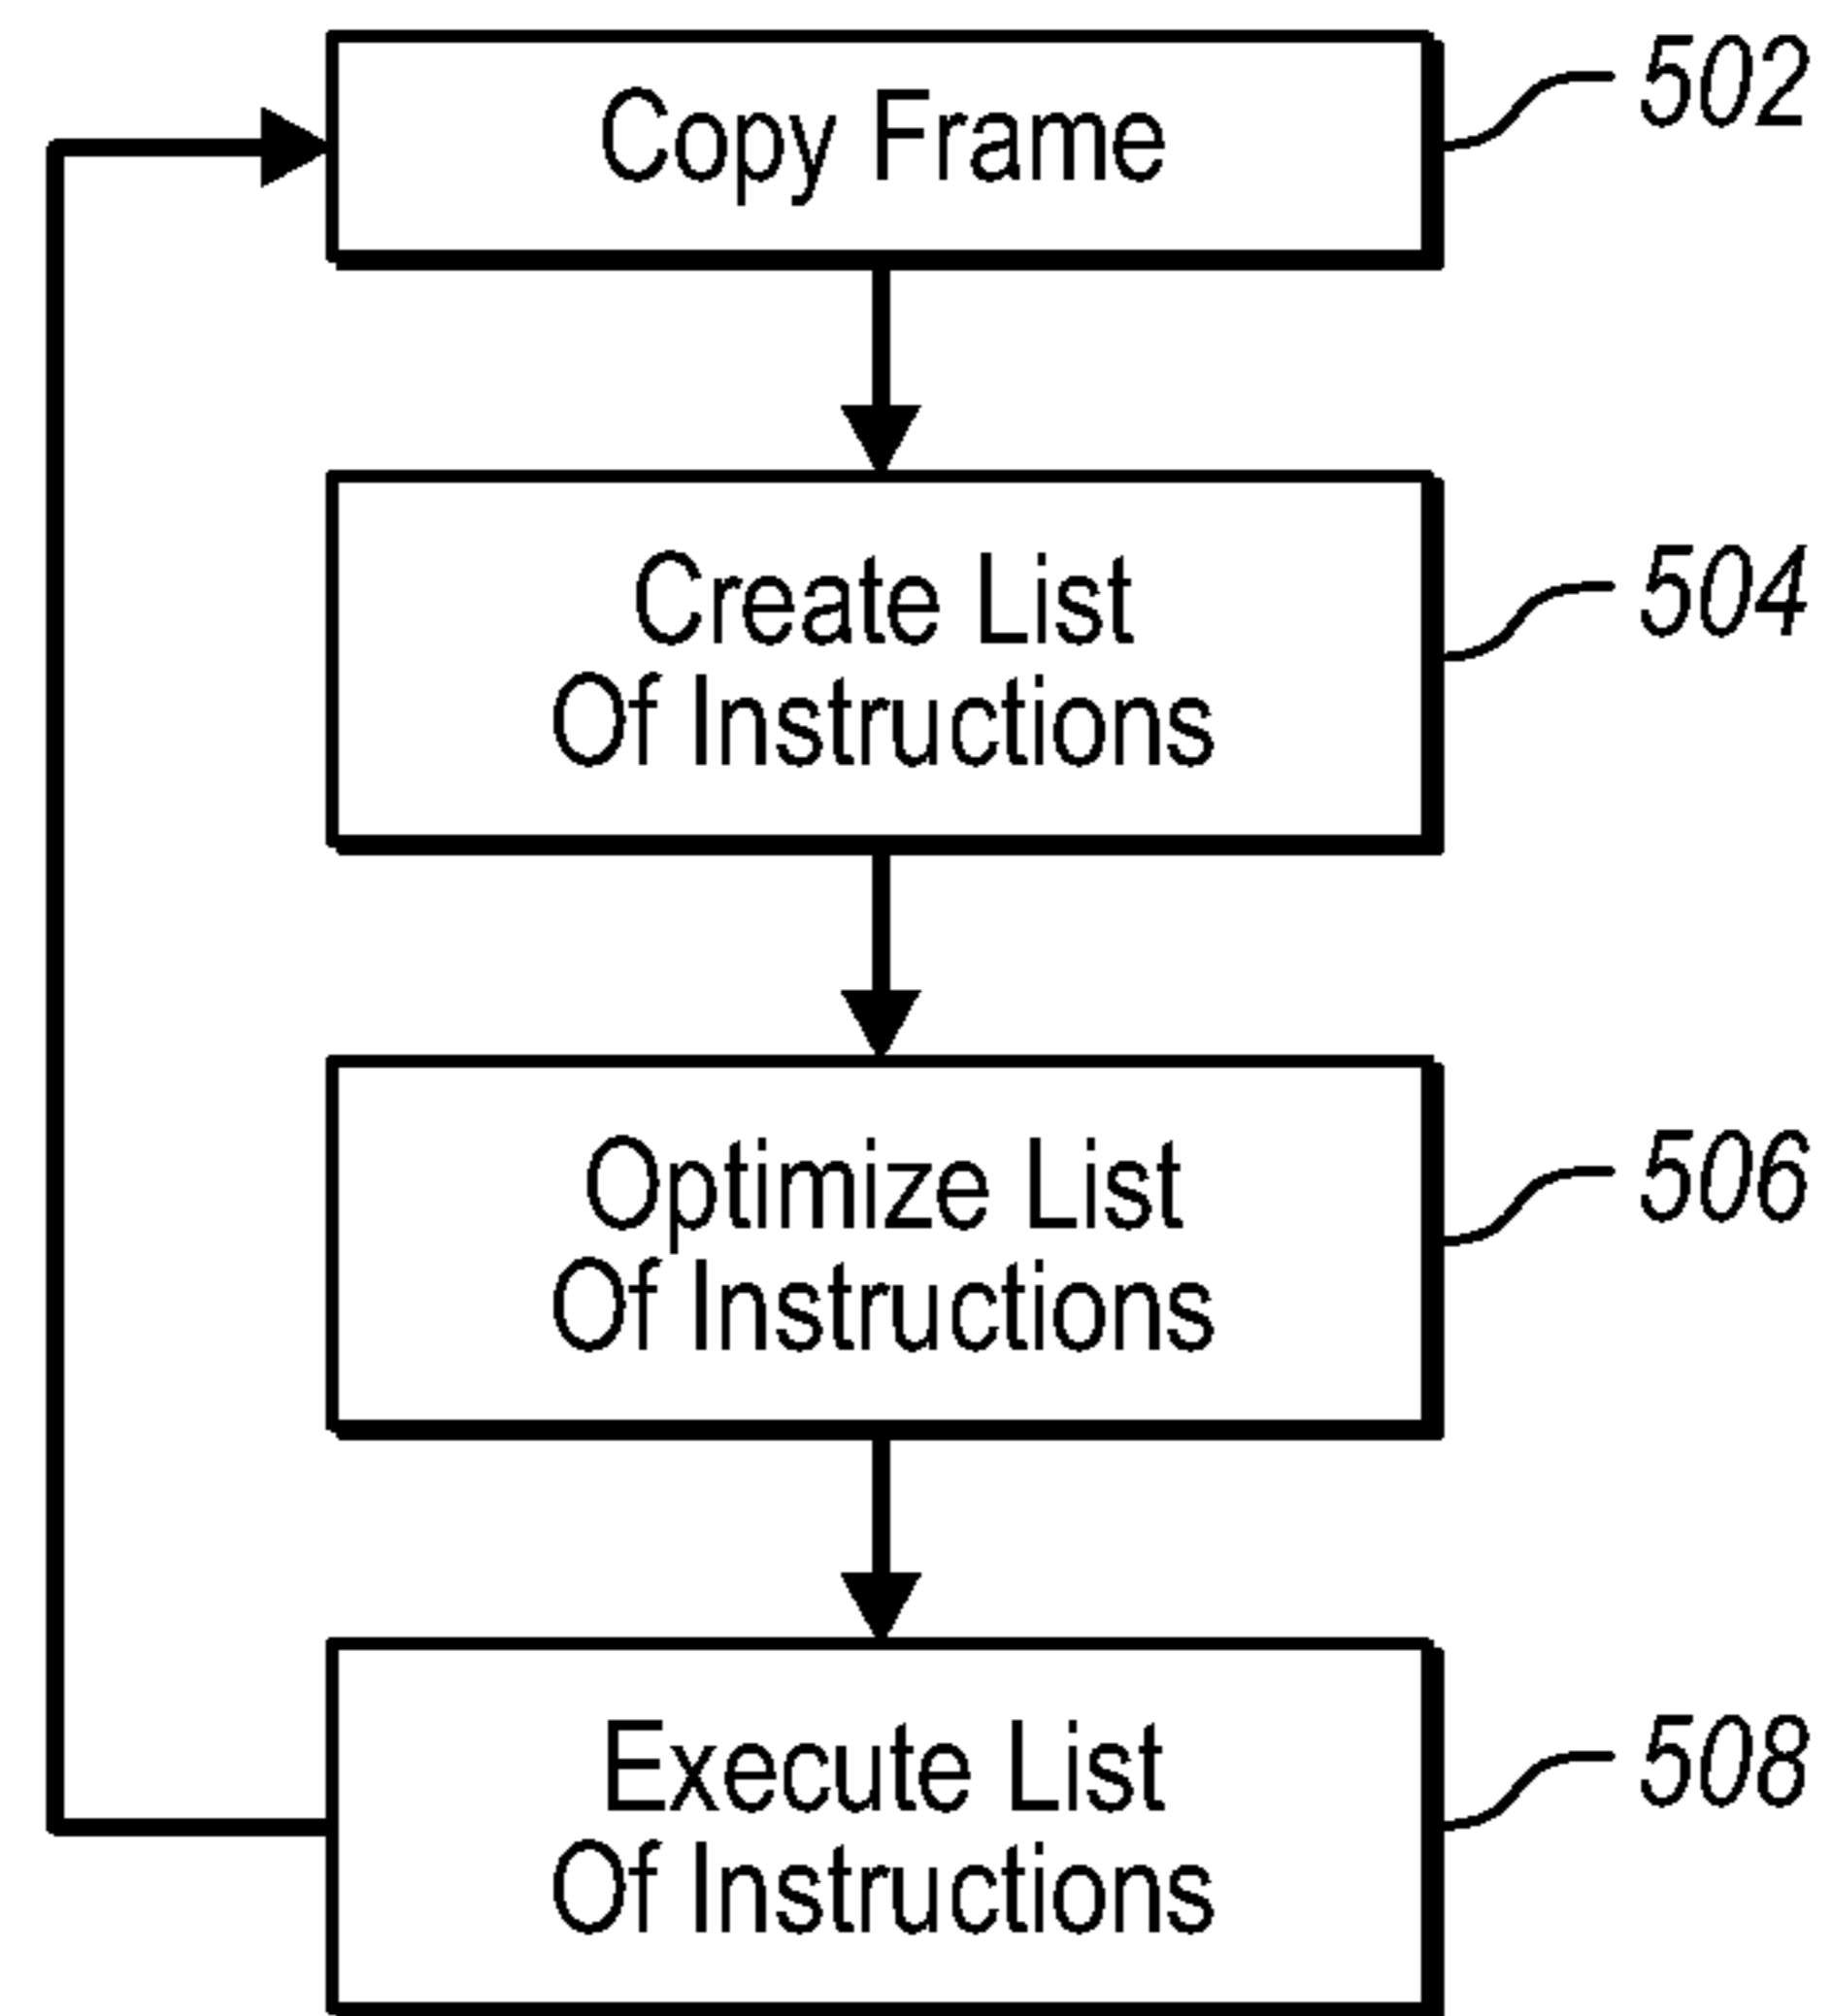 Copy Frame
502
Create List
Of Instructions
504
Optimize List
Of Instructions
506
Execute List
Of Instructions
508